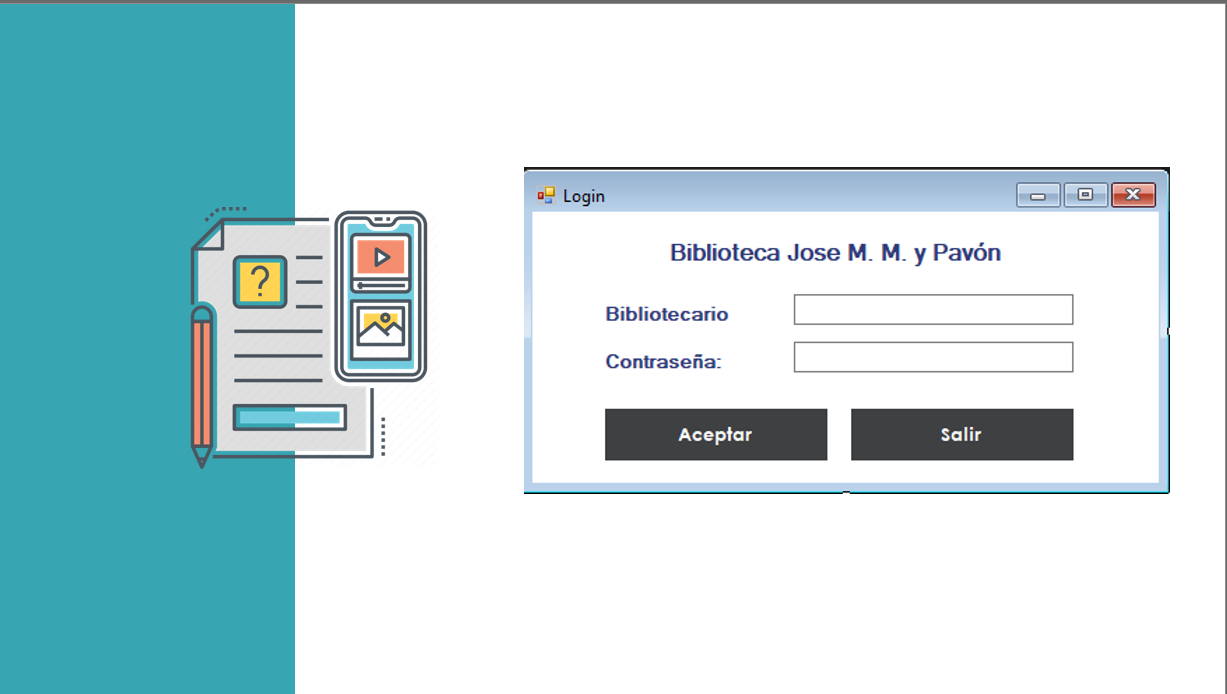 ?
Login
Biblioteca Jose M. M. y Pavón
Bibliotecario
Contraseña:
Aceptar
Salir